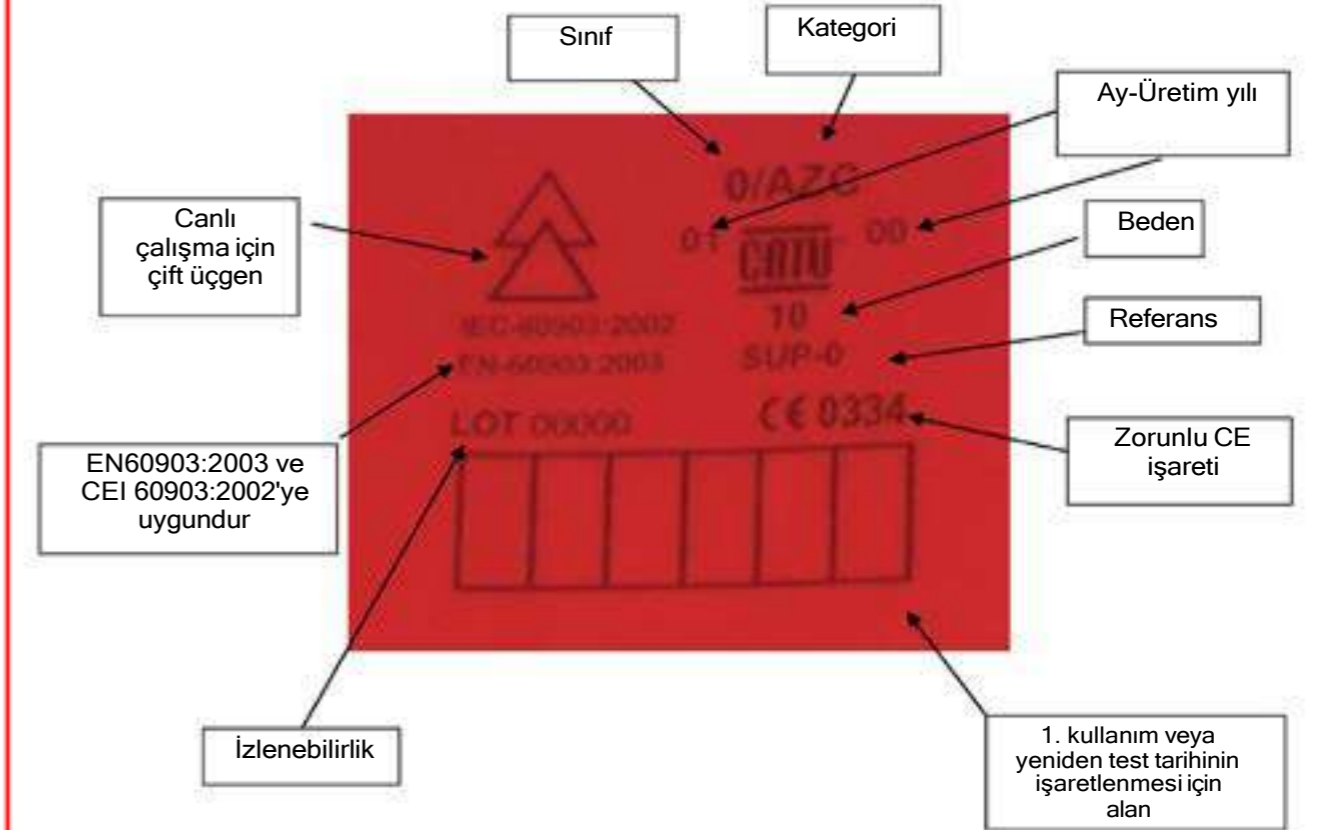 Sınıf
Kategori
Ay-Üretim yılı
Canlı
çalışma için
çift üçgen
0/AZC
01 CATU 00
Beden
IEC-60903:2002
10
Referans
EN-60903:2003
SUP-0
LOT 00000
CE 0334
EN60903:2003 ve
CEI 60903:2002'ye
uygundur
Zorunlu CE
işareti
İzlenebilirlik
1. kullanım veya
yeniden test tarihinin
işaretlenmesi için
alan